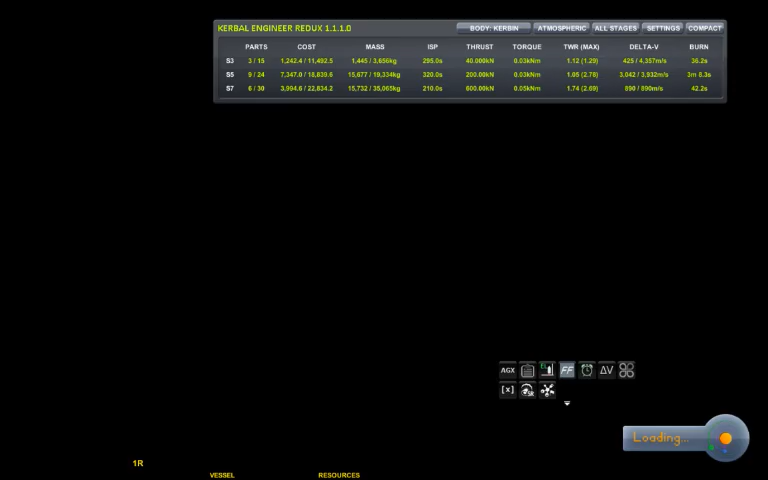 KERBAL ENGINEER REDUX 1.1.1.0 BODY: KERBIN ATMOSPHERIC ALL STAGES SETTINGS COMPACT
PARTS COST MASS ISP THRUST TORQUE TWR (MAX) DELTA-V BURN
S3 3 / 15 1,242.4 / 11,492.5 1,445 / 3,656kg 295.0s 40.000kN 0.03kNm 1.12 (1.29) 425 / 4,357m/s 36.2s
S5 9 / 24 7,347.0 / 18,839.6 15,677 / 19,334kg 320.0s 200.00kN 0.03kNm 1.05 (2.78) 3,042 / 3,932m/s 3m 8.3s
S7 6 / 30 3,994.6 / 22,834.2 15,732 / 35,065kg 210.0s 600.00kN 0.05kNm 1.74 (2.69) 890 / 890m/s 42.2s
AGX EL FF ΔV
[x] SR
Loading...
1R
VESSEL RESOURCES